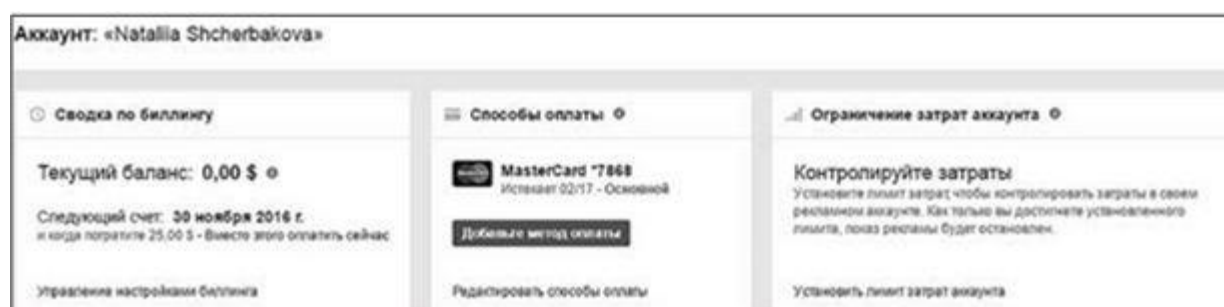 Аккаунт: «Nataliia Shcherbakova»
Сводка по биллингу
Текущий баланс: 0,00 $
Следующий счет: 30 ноября 2016 г.
и когда потратите 25,00 $ - Вместо этого оплатить сейчас
Управление настройками биллинга
Способы оплаты
MasterCard *7868
Истекает 02/17 - Основной
Добавьте метод оплаты
Редактировать способы оплаты
Ограничение затрат аккаунта
Контролируйте затраты
Установите лимит затрат, чтобы контролировать затраты в своем
рекламном аккаунте. Как только вы достигнете установленного
лимита, показ рекламы будет остановлен.
Установить лимит затрат аккаунта